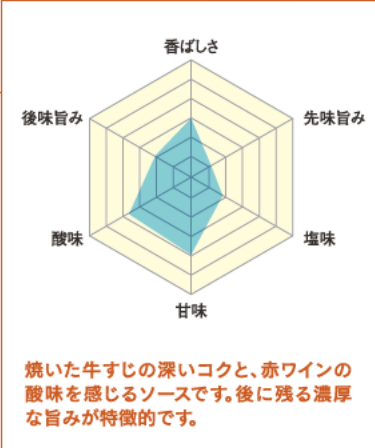 香ばしさ
後味旨み
先味旨み
酸味
塩味
甘味
焼いた牛すじの深いコクと、赤ワインの
酸味を感じるソースです。後に残る濃厚
な旨みが特徴的です。